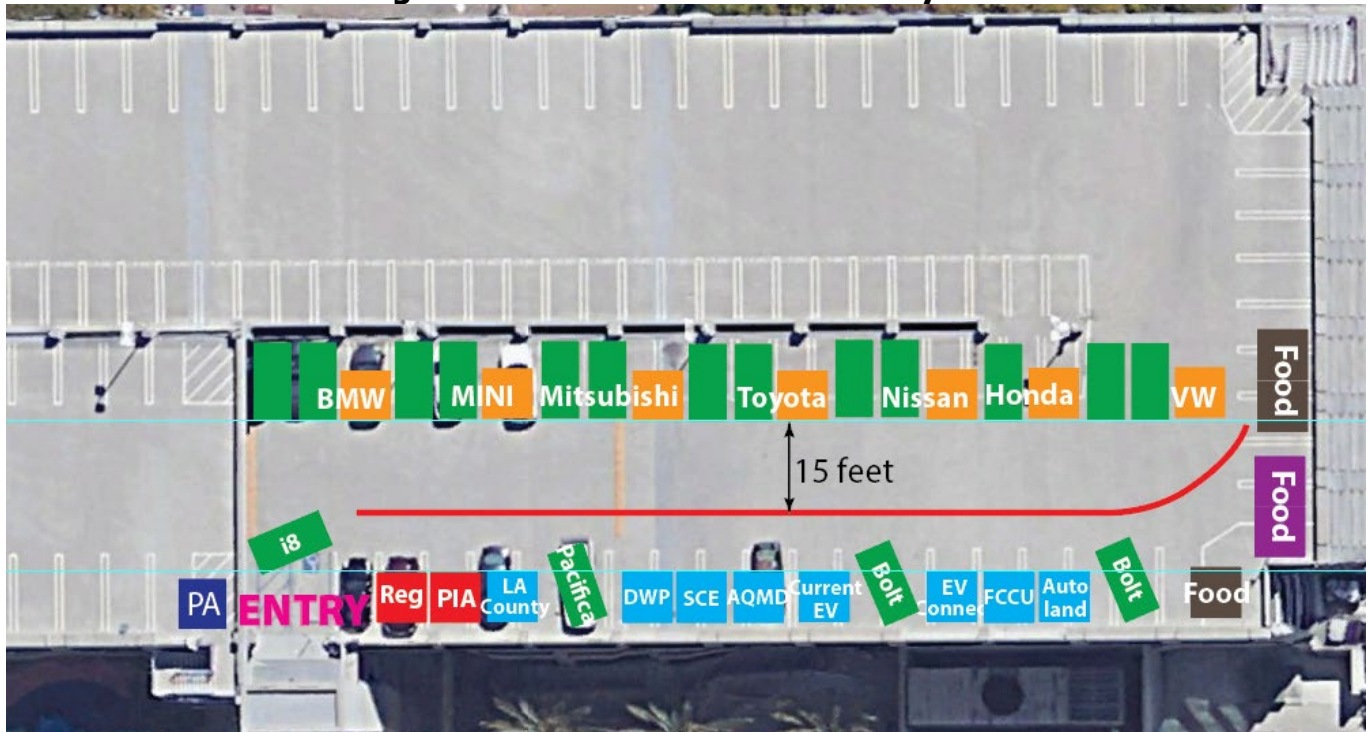 BMW
MINI
Mitsubishi
Toyota
Nissan
Honda
VW
Food
15 feet
Food
i8
PA
ENTRY
Reg
PIA
LA
County
Pacifica
DWP
SCE
AQMD
Current
EV
Bolt
EV
Connec
FCCU
Auto
land
Bolt
Food